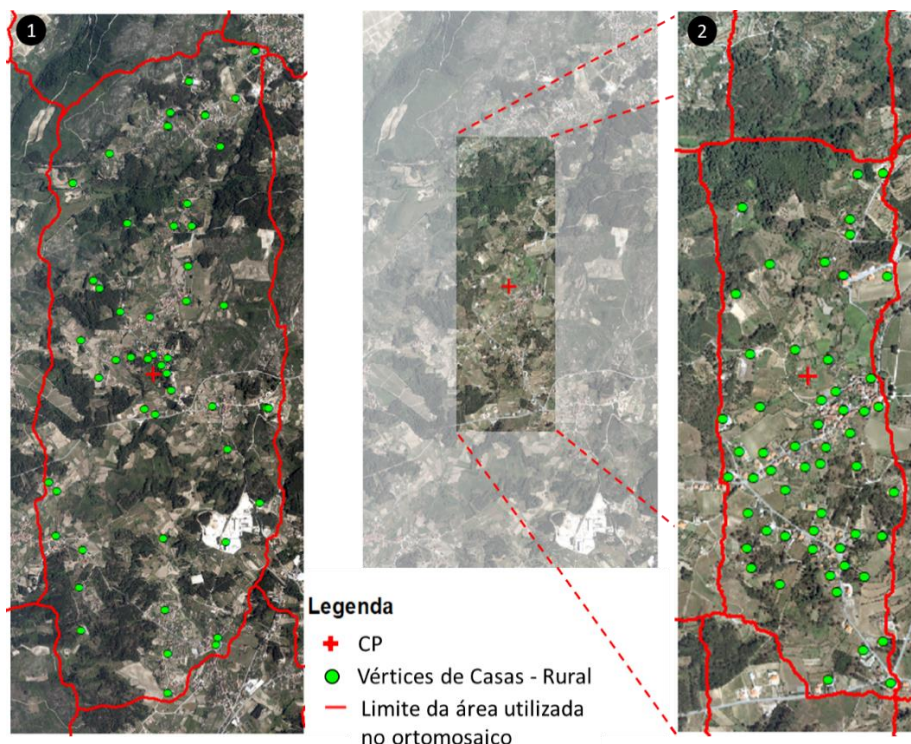 1
2
Legenda
CP
Vértices de Casas - Rural
Limite da área utilizada
no ortomosaico